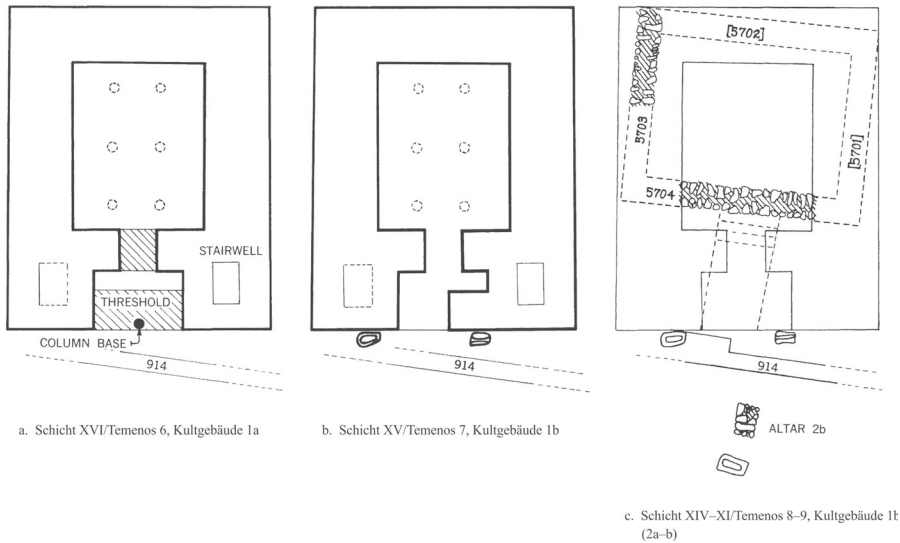 STAIRWELL
THRESHOLD
COLUMN BASE
914
a. Schicht XVI/Temenos 6, Kultgebäude 1a
914
b. Schicht XV/Temenos 7, Kultgebäude 1b
[5702]
5703
[5701]
5704
914
ALTAR 2b
c. Schicht XIV–XI/Temenos 8–9, Kultgebäude 1b
(2a–b)